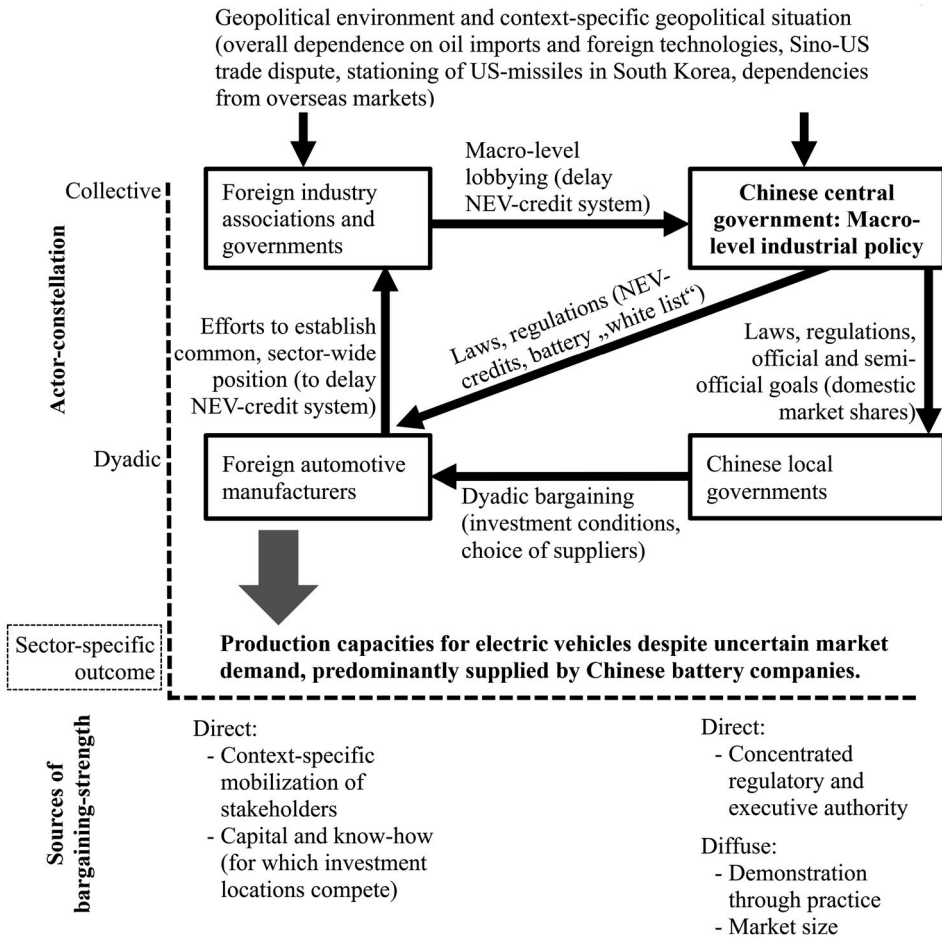 Geopolitical environment and context-specific geopolitical situation
(overall dependence on oil imports and foreign technologies, Sino-US
trade dispute, stationing of US-missiles in South Korea, dependencies
from overseas markets)
Collective
Foreign industry
associations and
governments
Macro-level
lobbying (delay
NEV-credit system)
Chinese central
government: Macro-
level industrial policy
Actor-constellation
Efforts to establish
common, sector-wide
position (to delay
NEV-credit system)
Laws, regulations (NEV-
credits, battery „white list“)
Laws, regulations,
official and semi-
official goals (domestic
market shares)
Dyadic
Foreign automotive
manufacturers
Dyadic bargaining
(investment conditions,
choice of suppliers)
Chinese local
governments
Sector-specific
outcome
Production capacities for electric vehicles despite uncertain market
demand, predominantly supplied by Chinese battery companies.
Sources of
bargaining-strength
Direct:
- Context-specific
mobilization of
stakeholders
- Capital and know-how
(for which investment
locations compete)
Direct:
- Concentrated
regulatory and
executive authority
Diffuse:
- Demonstration
through practice
- Market size